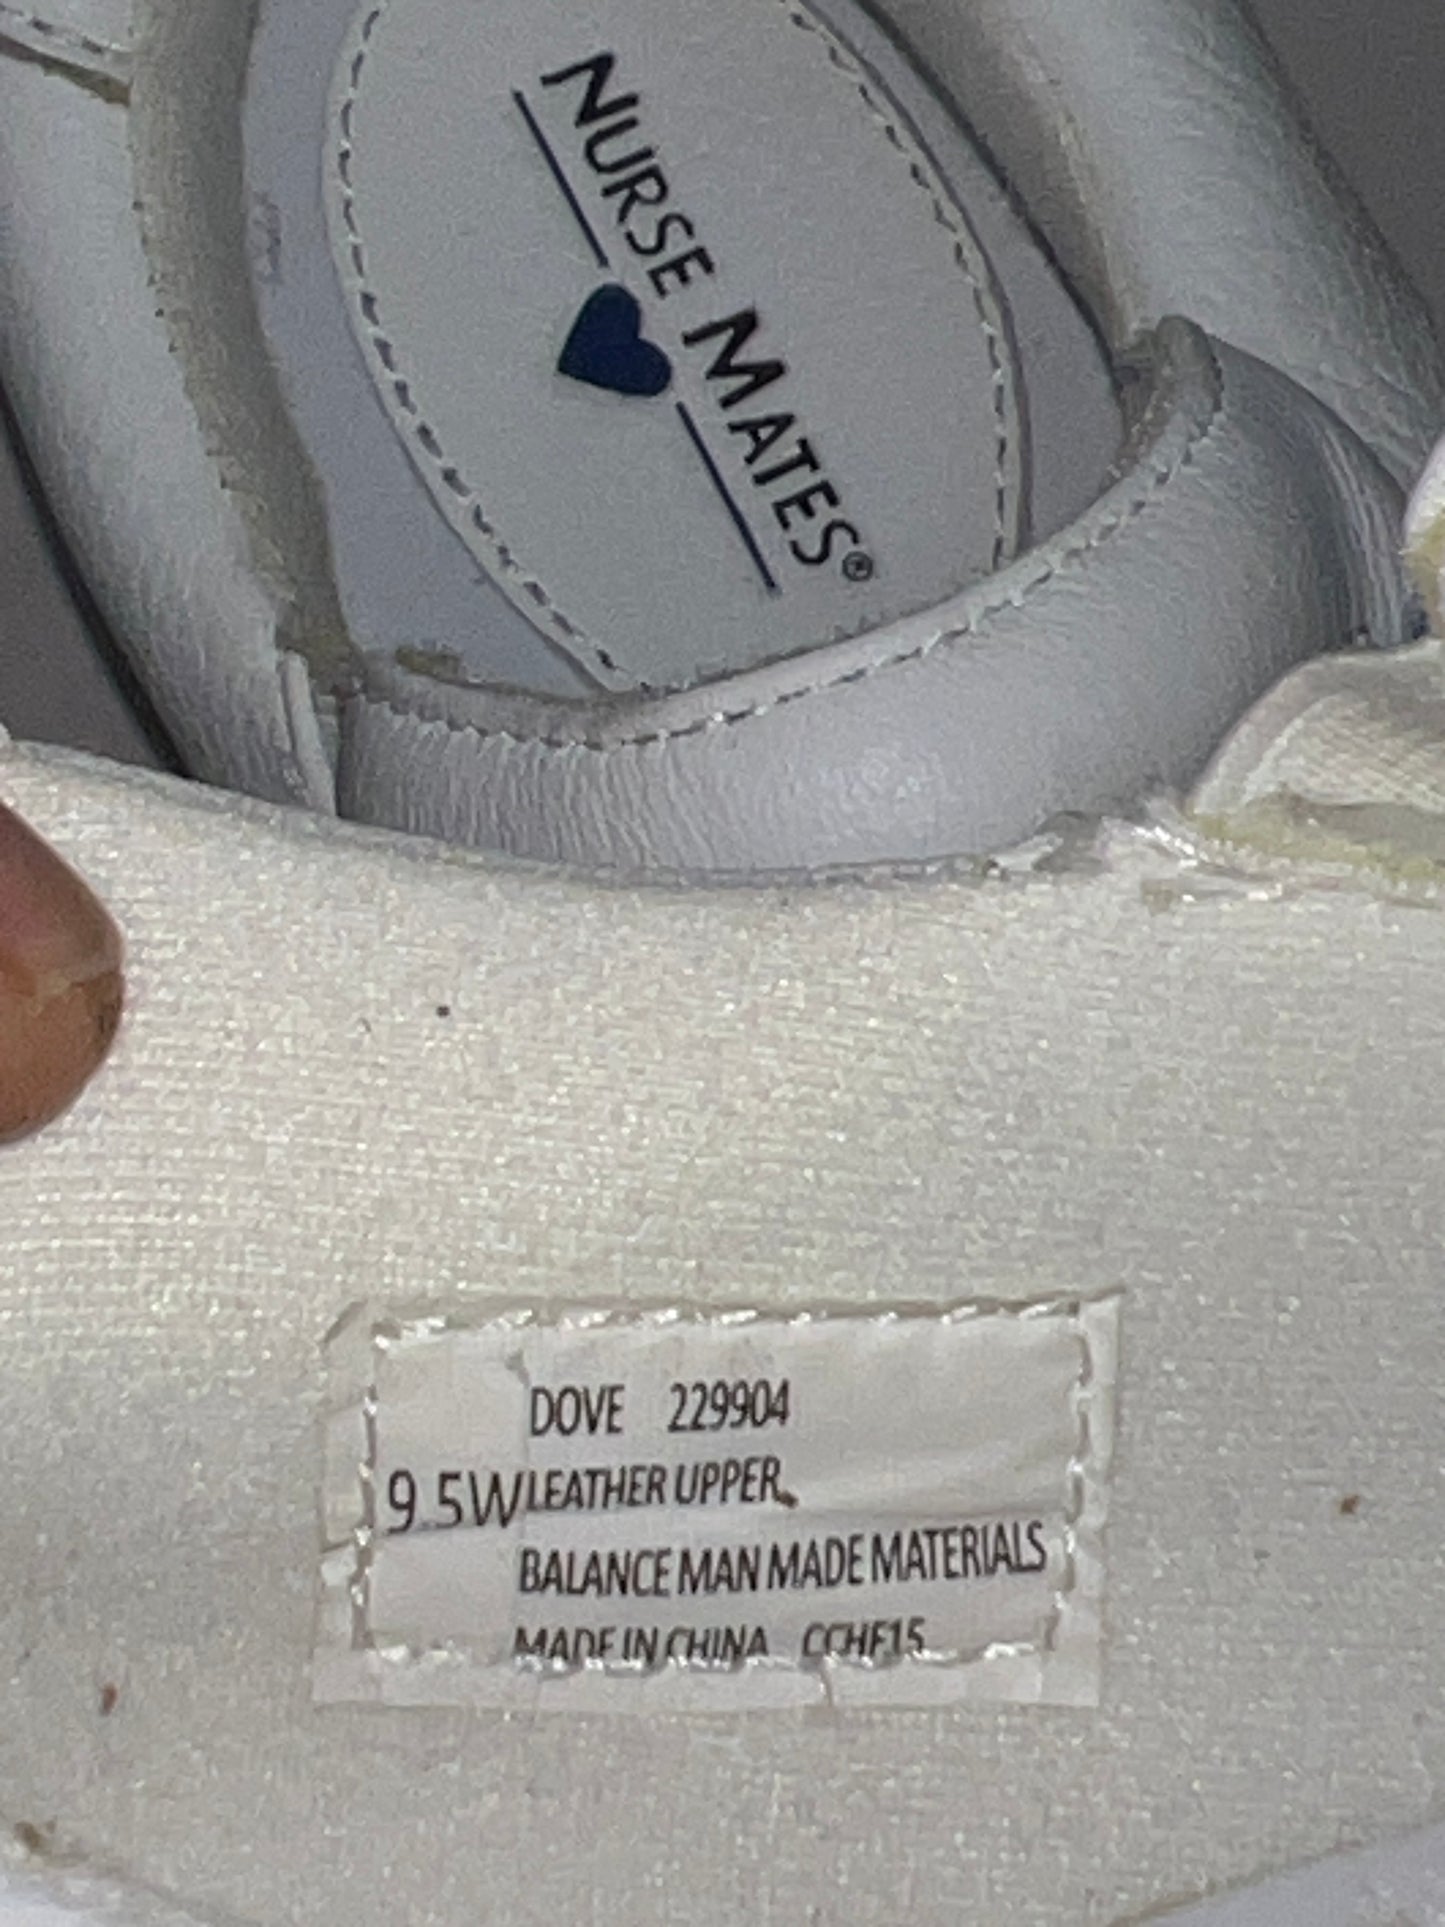 NURSE MATES®
DOVE 229904
9.5W LEATHER UPPER
BALANCE MAN MADE MATERIALS
MADE IN CHINA CCHF15